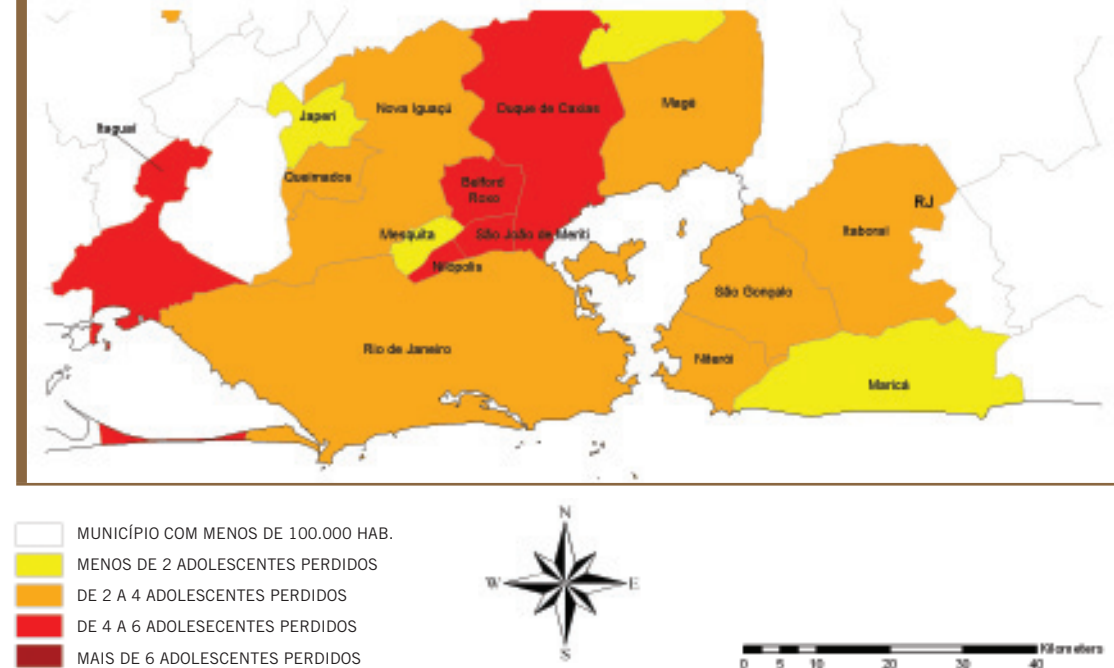 Itaguaí
Japeri
Nova Iguaçú
Duque de Caxias
Magé
Queimados
Belford
Roxo
RJ
Mesquita
São João de Meriti
Itaboraí
Nilópolis
São Gonçalo
Rio de Janeiro
Niterói
Maricá
MUNICÍPIO COM MENOS DE 100.000 HAB.
MENOS DE 2 ADOLESCENTES PERDIDOS
DE 2 A 4 ADOLESCENTES PERDIDOS
DE 4 A 6 ADOLESECENTES PERDIDOS
MAIS DE 6 ADOLESCENTES PERDIDOS
N
W
E
S
Kilometers
0 5 10 20 30 40